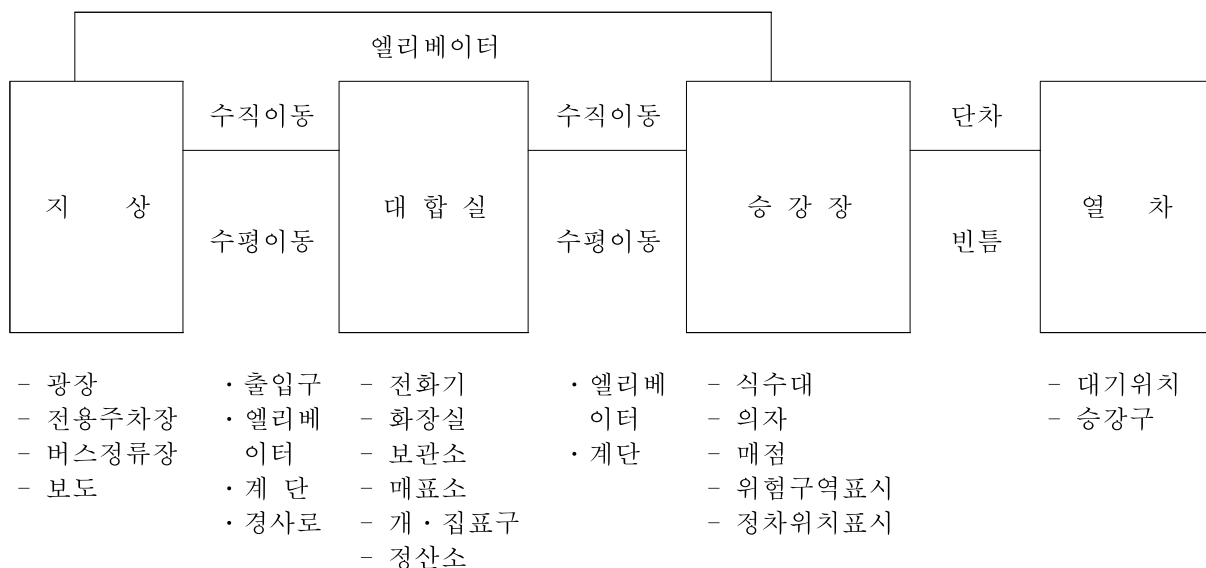 엘리베이터
수직이동
수직이동
단차
지 상
대 합 실
승 강 장
열 차
수평이동
수평이동
빈틈
- 광장
- 전용주차장
- 버스정류장
- 보도
· 출입구
· 엘리베
이터
· 계 단
· 경사로
- 전화기
- 화장실
- 보관소
- 매표소
- 개 · 집표구
- 정산소
· 엘리베
이터
· 계단
- 식수대
- 의자
- 매점
- 위험구역표시
- 정차위치표시
- 대기위치
- 승강구